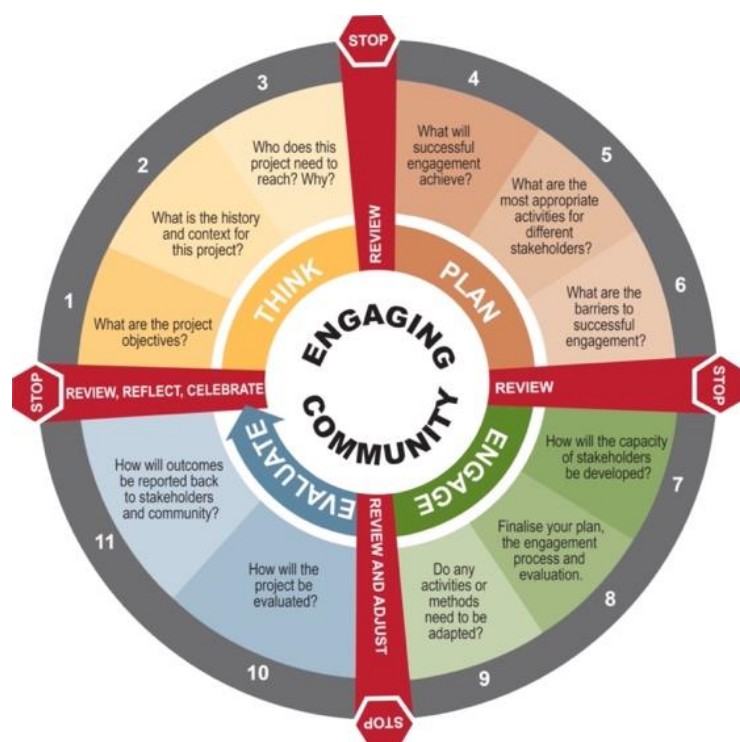 STOP
3
4
2
5
1
6
Who does this
project need to
reach? Why?
What will
successful
engagement
achieve?
What is the history
and context for
this project?
What are the
most appropriate
activities for
different
stakeholders?
What are the project
objectives?
What are the
barriers to
successful
engagement?
REVIEW
THINK
PLAN
ENGAGING
COMMUNITY
STOP
REVIEW, REFLECT, CELEBRATE
REVIEW
STOP
EVALUATE
ENGAGE
How will the capacity
of stakeholders
be developed?
7
Finalise your plan,
the engagement
process and
evaluation.
8
Do any
activities or
methods
need to be
adapted?
9
REVIEW AND ADJUST
How will the
project be
evaluated?
10
How will outcomes
be reported back
to stakeholders
and community?
11
STOP